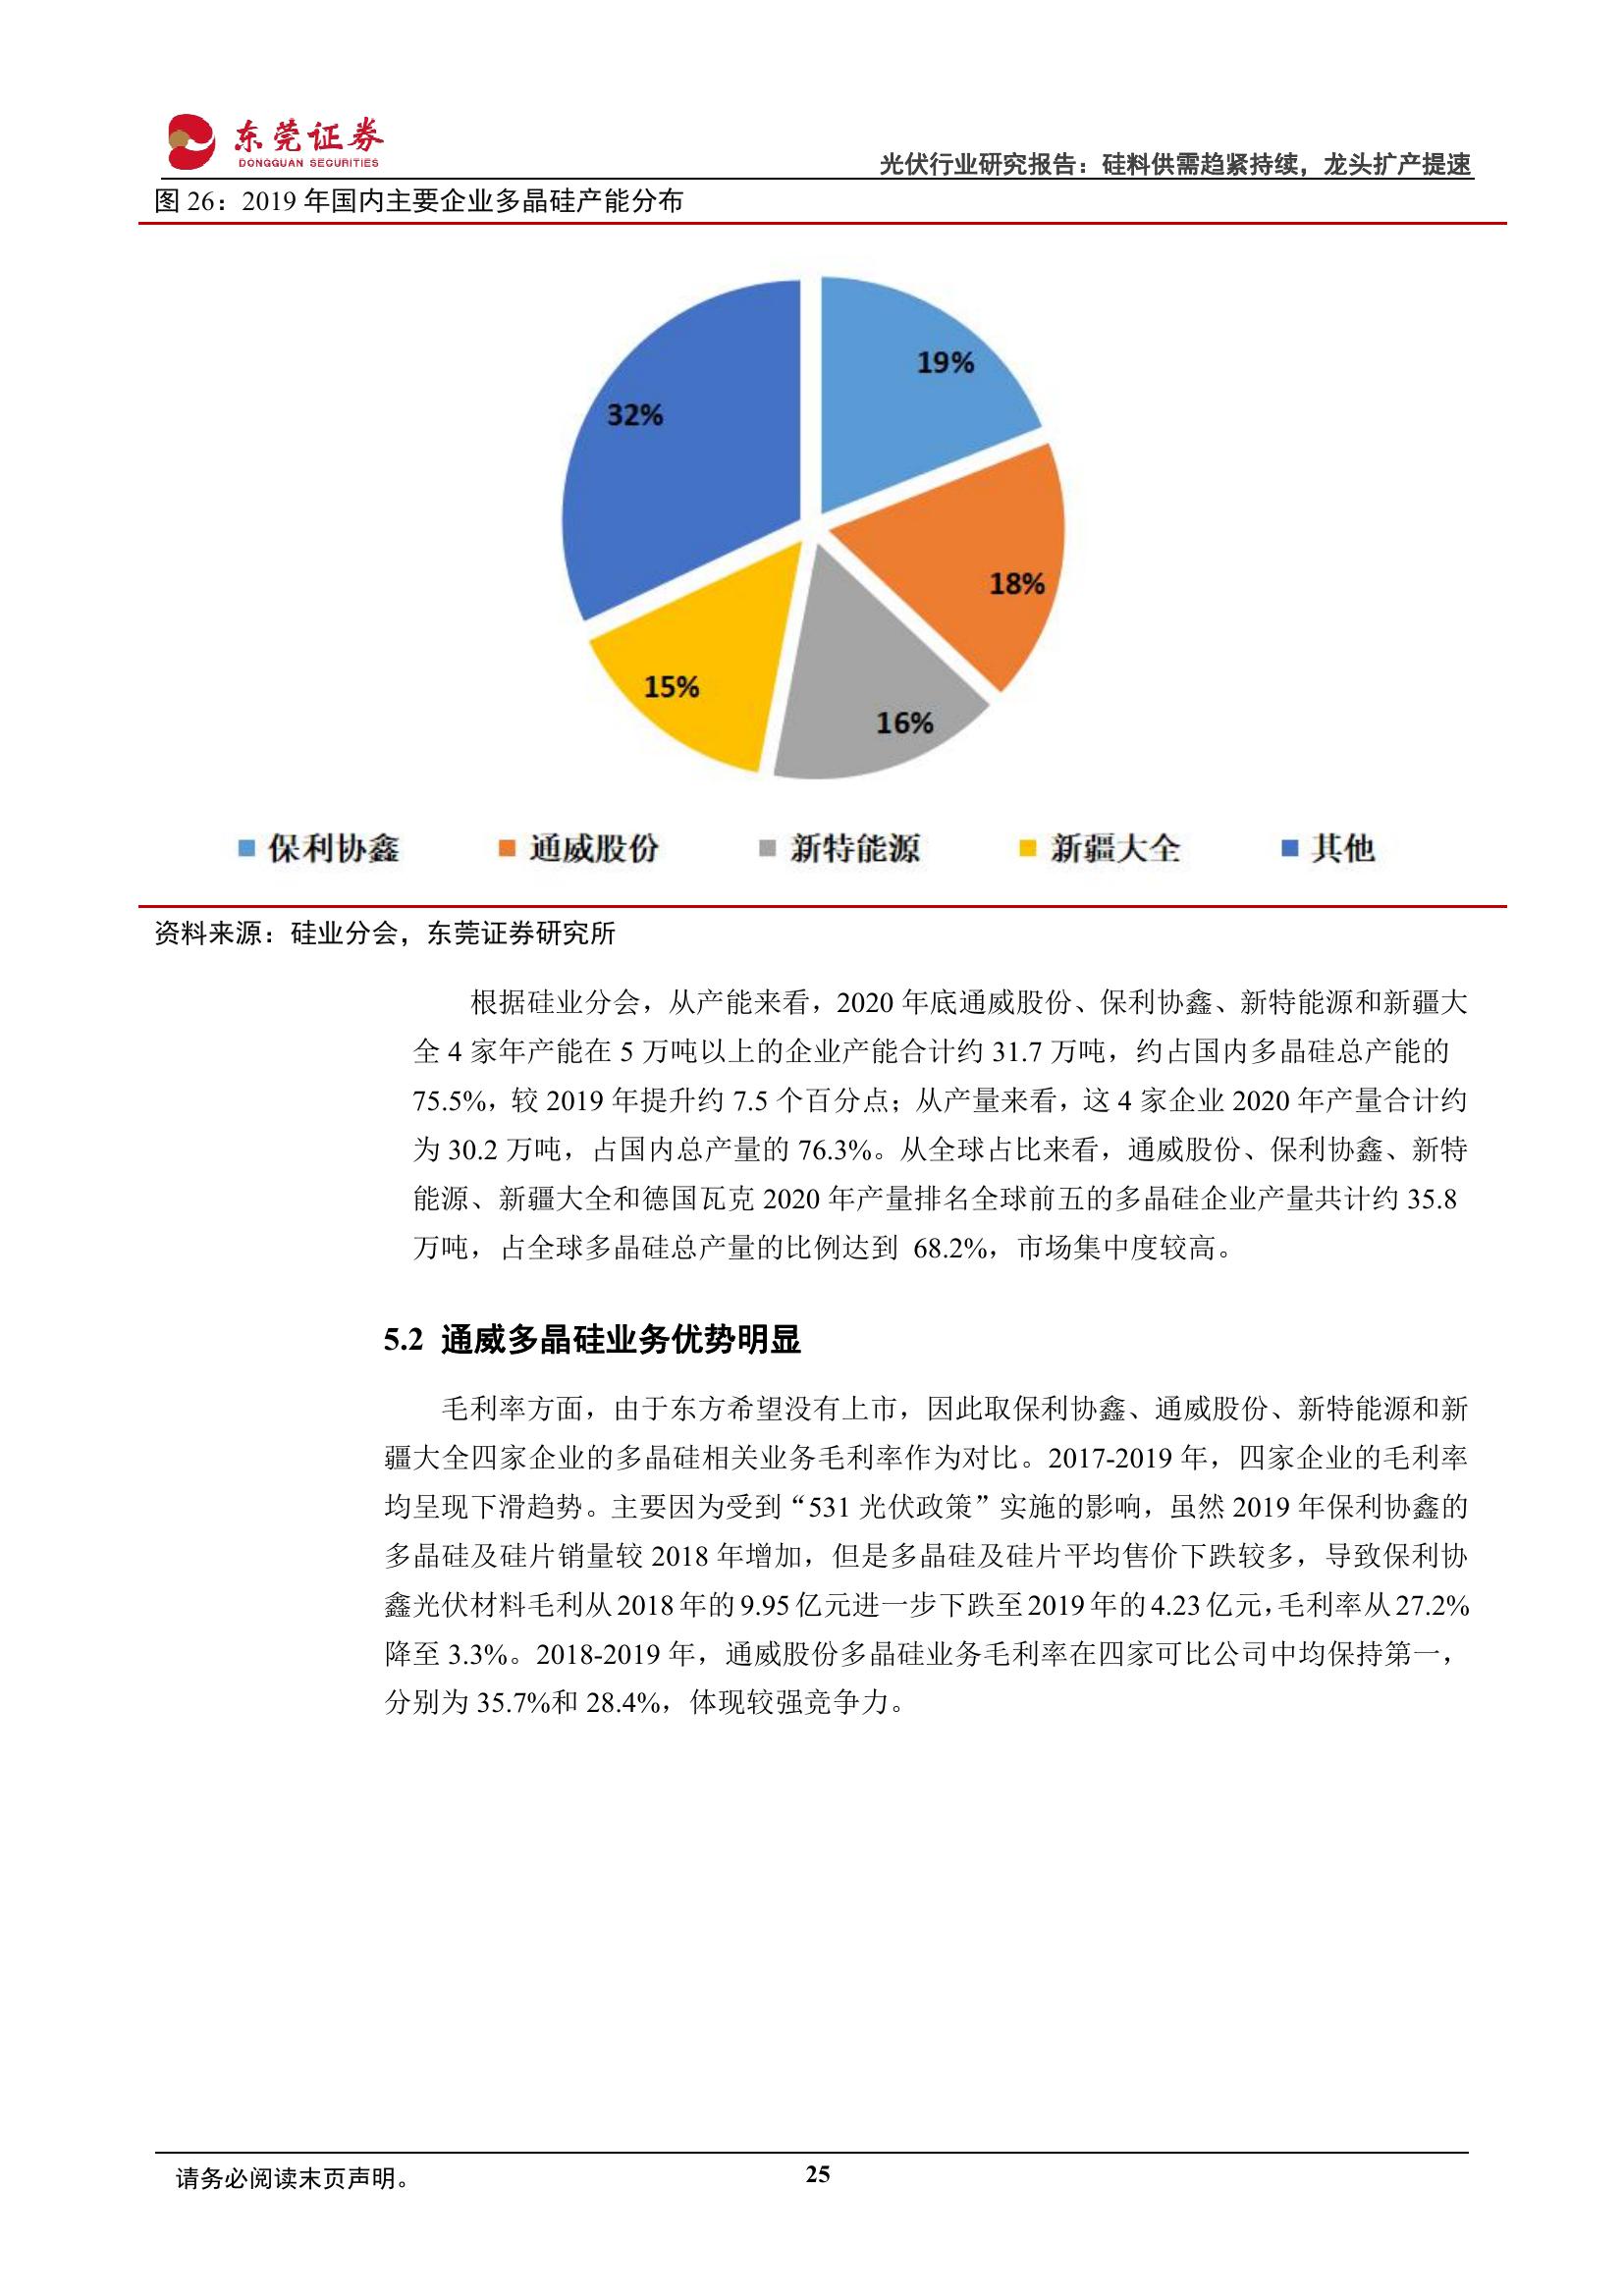 东莞证券
DONGGUAN SECURITIES
光伏行业研究报告：硅料供需趋紧持续，龙头扩产提速
图 26：2019 年国内主要企业多晶硅产能分布
19%
32%
18%
15%
16%
保利协鑫 通威股份 新特能源 新疆大全 其他
资料来源：硅业分会，东莞证券研究所
根据硅业分会，从产能来看，2020 年底通威股份、保利协鑫、新特能源和新疆大
全 4 家年产能在 5 万吨以上的企业产能合计约 31.7 万吨，约占国内多晶硅总产能的
75.5%，较 2019 年提升约 7.5 个百分点；从产量来看，这 4 家企业 2020 年产量合计约
为 30.2 万吨，占国内总产量的 76.3%。从全球占比来看，通威股份、保利协鑫、新特
能源、新疆大全和德国瓦克 2020 年产量排名全球前五的多晶硅企业产量共计约 35.8
万吨，占全球多晶硅总产量的比例达到 68.2%，市场集中度较高。
5.2 通威多晶硅业务优势明显
毛利率方面，由于东方希望没有上市，因此取保利协鑫、通威股份、新特能源和新
疆大全四家企业的多晶硅相关业务毛利率作为对比。2017-2019 年，四家企业的毛利率
均呈现下滑趋势。主要因为受到“531 光伏政策”实施的影响，虽然 2019 年保利协鑫的
多晶硅及硅片销量较 2018 年增加，但是多晶硅及硅片平均售价下跌较多，导致保利协
鑫光伏材料毛利从 2018 年的 9.95 亿元进一步下跌至 2019 年的 4.23 亿元，毛利率从 27.2%
降至 3.3%。2018-2019 年，通威股份多晶硅业务毛利率在四家可比公司中均保持第一，
分别为 35.7%和 28.4%，体现较强竞争力。
请务必阅读末页声明。
25